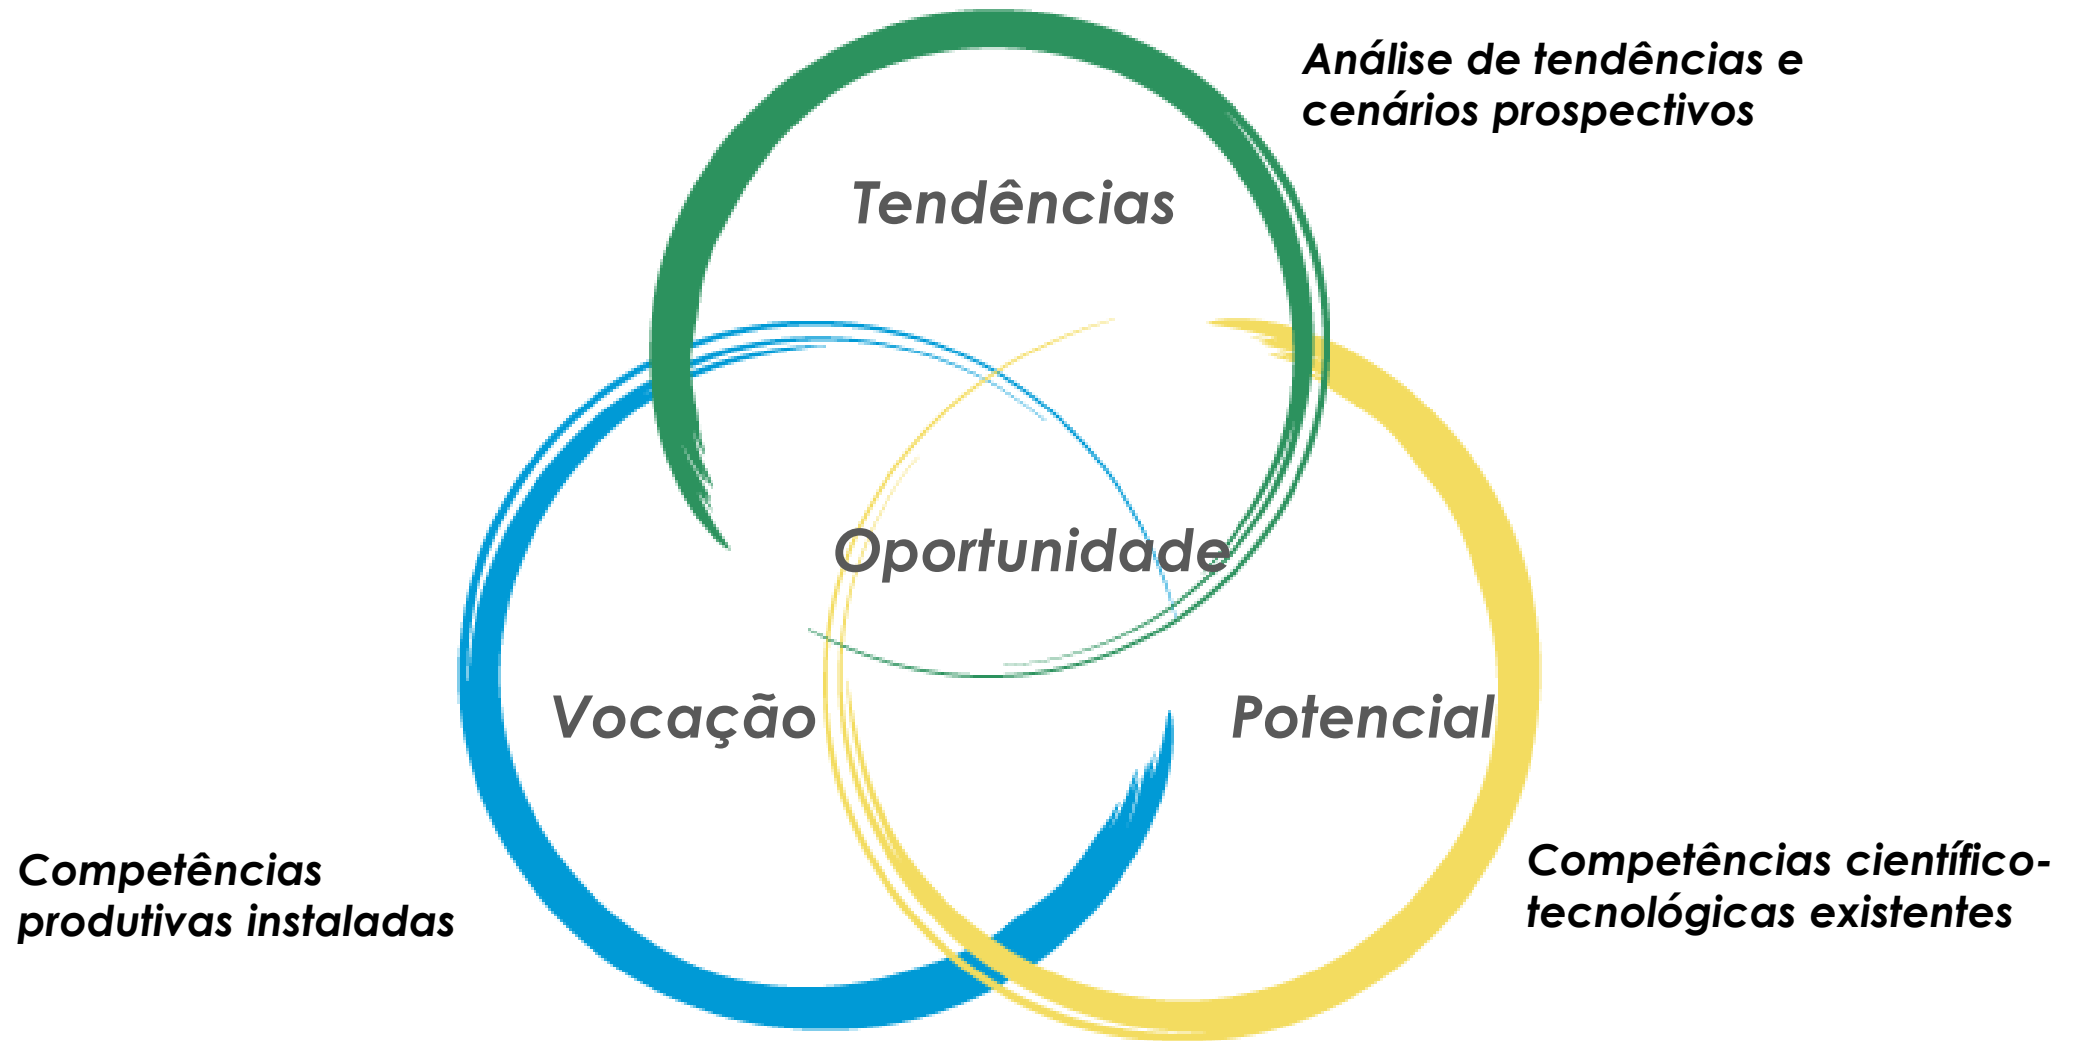 Análise de tendências e
cenários prospectivos
Tendências
Oportunidade
Vocação
Potencial
Competências
produtivas instaladas
Competências científico-
tecnológicas existentes